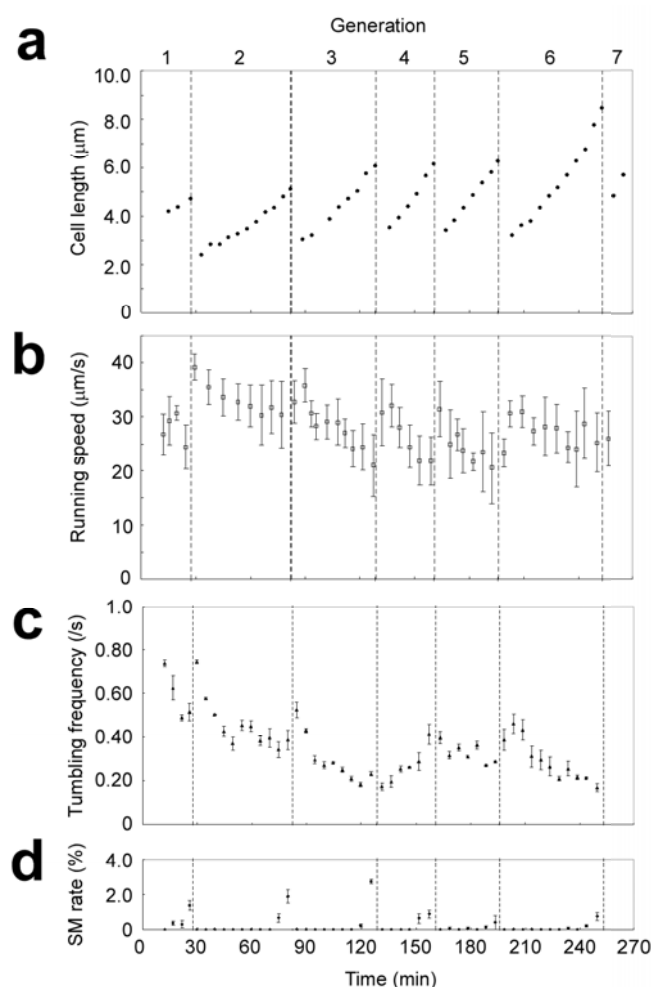 a
Generation
1 2 3 4 5 6 7
10.0
8.0
6.0
4.0
2.0
0
Cell length (μm)
b
40
30
20
10
0
Running speed (μm/s)
c
1.0
0.80
0.60
0.40
0.20
0
Tumbling frequency (/s)
d
4.0
2.0
0
SM rate (%)
0 30 60 90 120 150 180 210 240 270
Time (min)